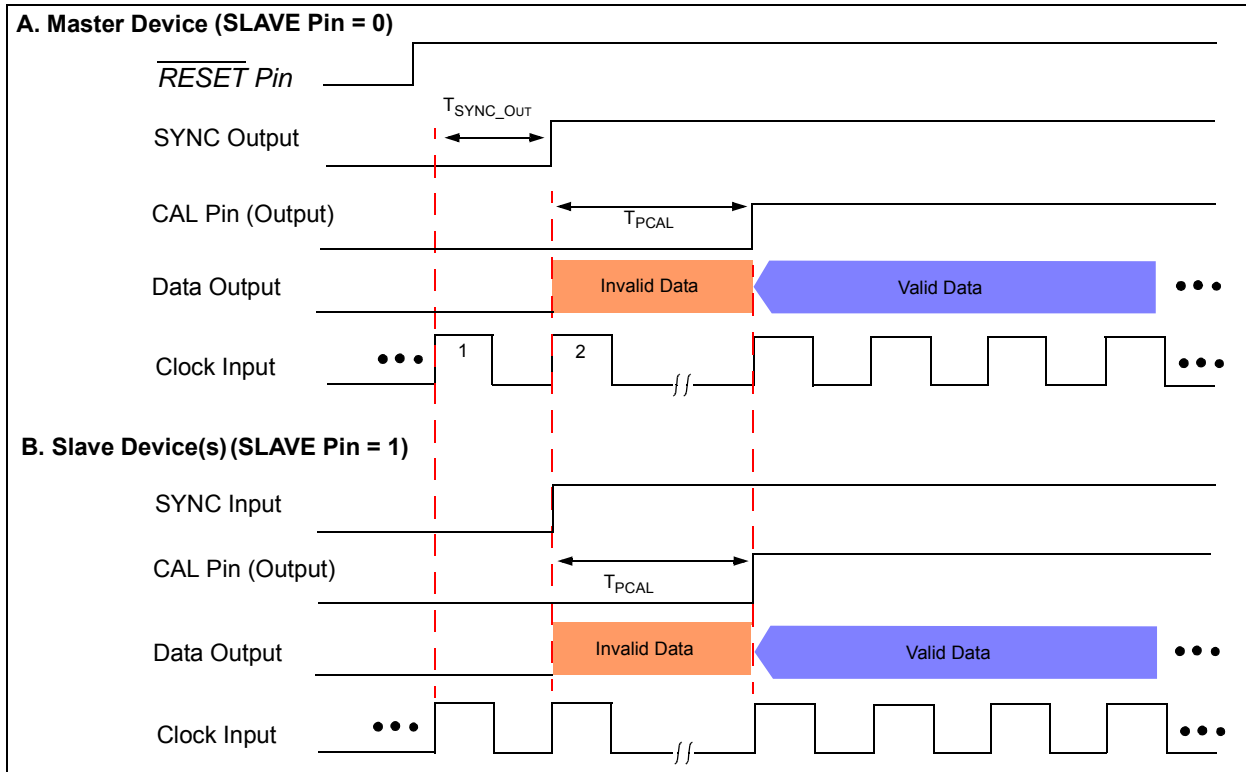 A. Master Device (SLAVE Pin = 0)
RESET Pin
TSYNC_OUT
SYNC Output
CAL Pin (Output)
TPCAL
Data Output
Invalid Data
Valid Data
•••
Clock Input
•••
1
2
•••
B. Slave Device(s) (SLAVE Pin = 1)
SYNC Input
CAL Pin (Output)
TPCAL
Data Output
Invalid Data
Valid Data
•••
Clock Input
•••
•••